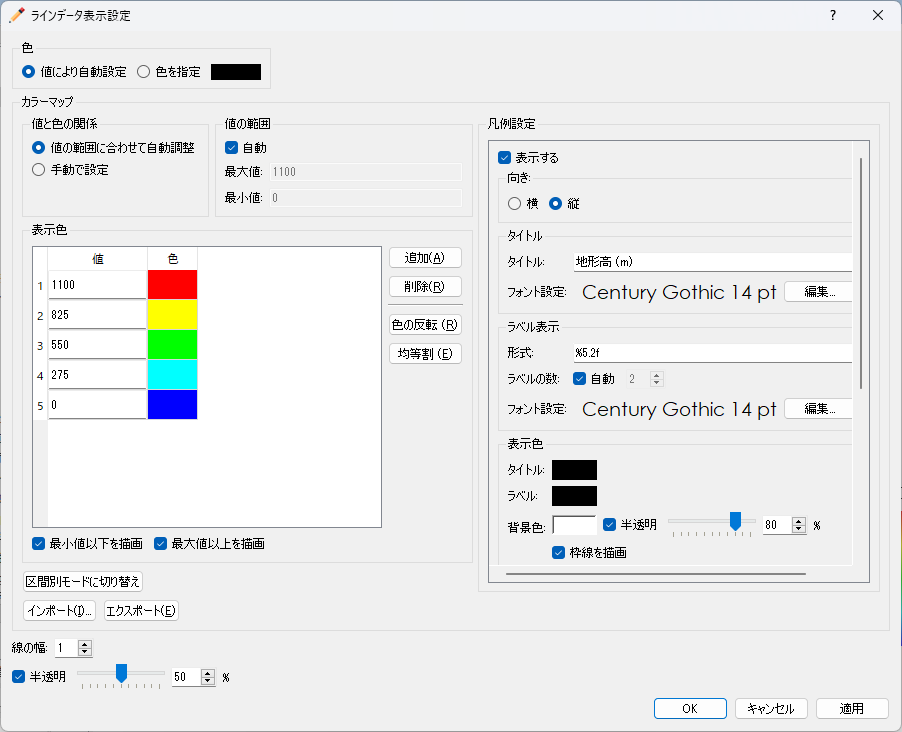 ラインデータ表示設定
?
色
値により自動設定 色を指定
カラーマップ
値と色の関係
値の範囲に合わせて自動調整
手動で設定
値の範囲
自動
最大値: 1100
最小値: 0
表示色
値 色
1 1100
2 825
3 550
4 275
5 0
追加(A)
削除(R)
色の反転 (R)
均等割 (E)
最小値以下を描画 最大値以上を描画
区間別モードに切り替え
インポート(I)... エクスポート(E)
凡例設定
表示する
向き:
横 縦
タイトル
タイトル: 地形高 (m)
フォント設定: Century Gothic 14 pt 編集...
ラベル表示
形式: %5.2f
ラベルの数: 自動 2
フォント設定: Century Gothic 14 pt 編集...
表示色
タイトル:
ラベル:
背景色: 半透明 80 %
枠線を描画
線の幅: 1
半透明 50 %
OK キャンセル 適用